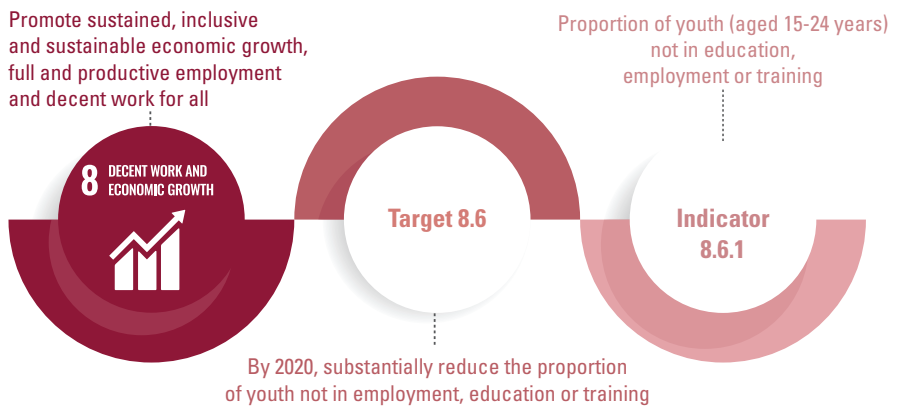 Promote sustained, inclusive
and sustainable economic growth,
full and productive employment
and decent work for all
8 DECENT WORK AND
ECONOMIC GROWTH
Target 8.6
By 2020, substantially reduce the proportion
of youth not in employment, education or training
Proportion of youth (aged 15-24 years)
not in education,
employment or training
Indicator
8.6.1